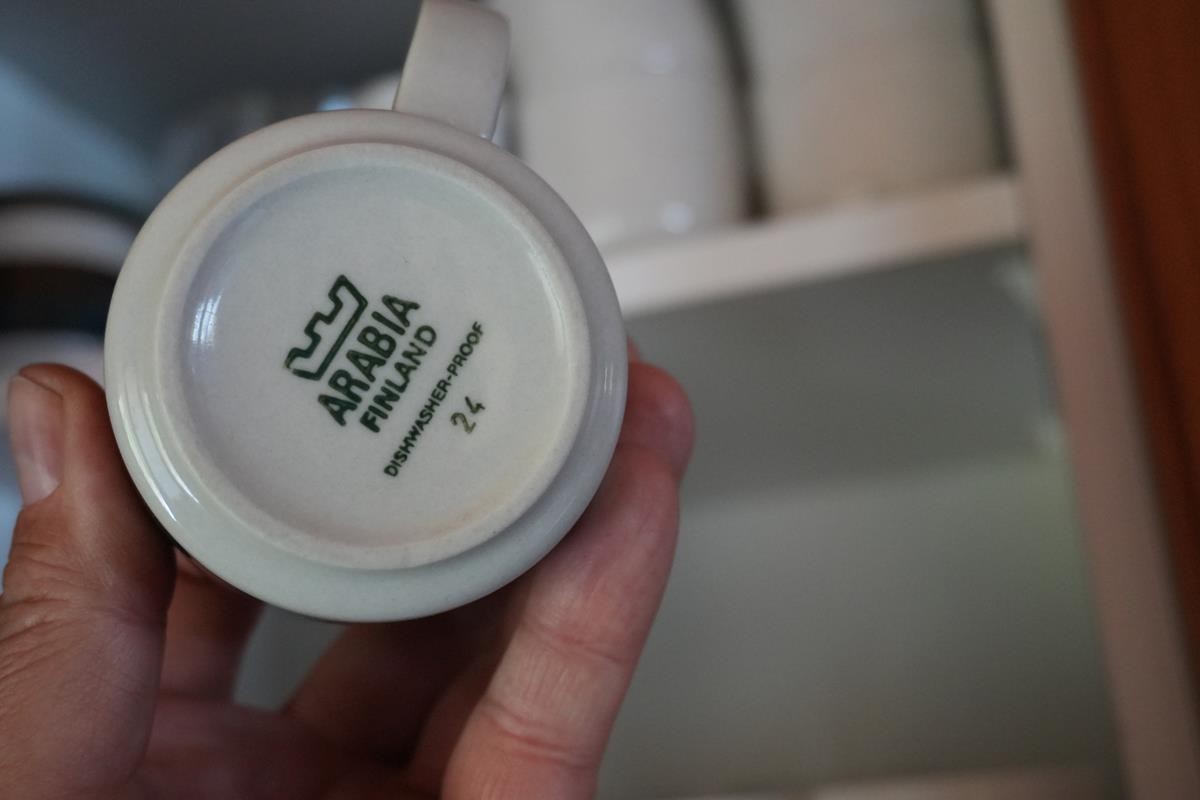 ARABIA
FINLAND
DISHWASHER-PROOF
24